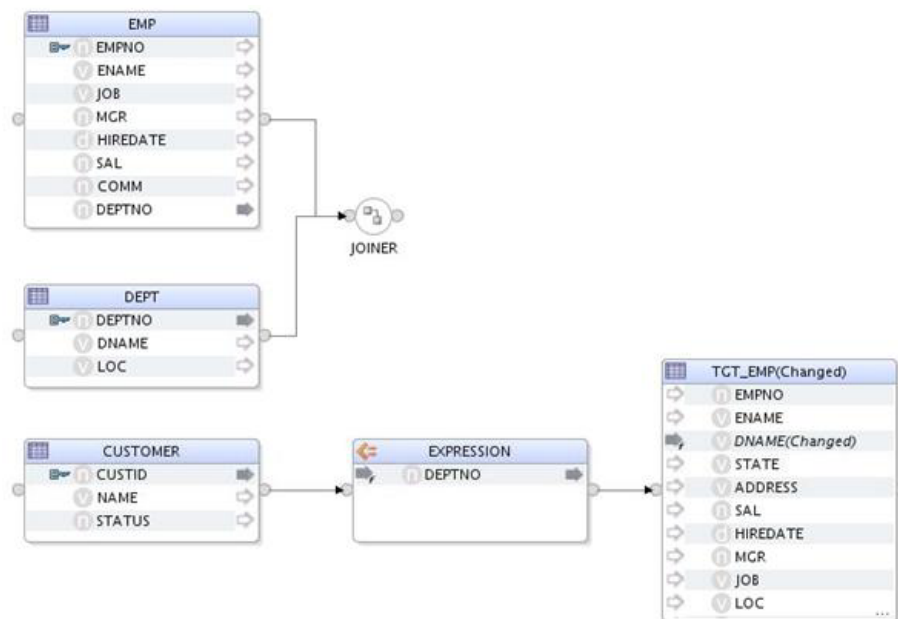 EMP
EMPNO
ENAME
JOB
MGR
HIREDATE
SAL
COMM
DEPTNO
JOINER
DEPT
DEPTNO
DNAME
LOC
CUSTOMER
CUSTID
NAME
STATUS
EXPRESSION
DEPTNO
TGT_EMP(Changed)
EMPNO
ENAME
DNAME(Changed)
STATE
ADDRESS
SAL
HIREDATE
MGR
JOB
LOC
...